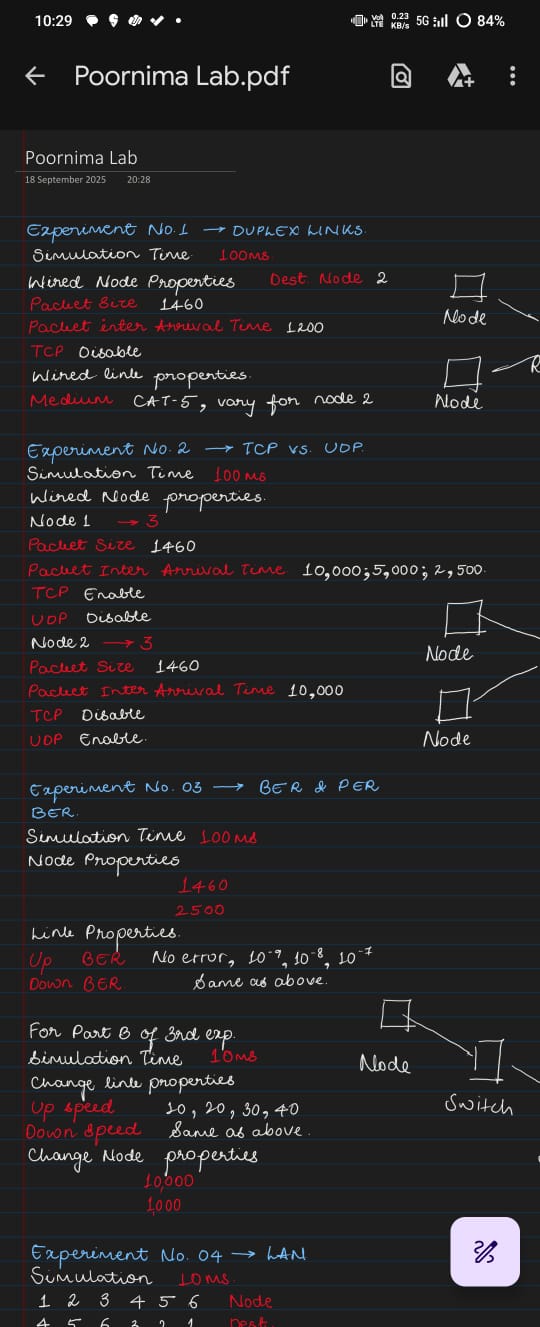 10:29
VoI LTE 0.23 KB/s 5G 84%
Poornima Lab.pdf
Poornima Lab
18 September 2025 20:28
Experiment No.1 → DUPLEX LINKS.
Simulation Time 100ms
Wired Node Properties Dest. Node 2
Packet Size 1460
Packet inter Arrival Time 1200
TCP Disable
Wired link properties.
Medium CAT-5, vary for node 2
Node
Node
R
Experiment No. 2 → TCP vs. UDP
Simulation Time 100 ms
Wired Node properties.
Node 1 → 3
Packet Size 1460
Packet Inter Arrival Time 10,000; 5,000; 2,500.
TCP Enable
UDP Disable
Node 2 → 3
Packet Size 1460
Packet Inter Arrival Time 10,000
TCP Disable
UDP Enable.
Node
Node
Experiment No. 03 → BER & PER
BER.
Simulation Time 100 ms
Node Properties
1460
2500
Link Properties.
Up BER No error, 10⁻⁹, 10⁻⁸, 10⁻⁷
Down BER Same as above.
For Part B of 3rd exp.
Simulation Time 10ms
Change link properties
Up speed 10, 20, 30, 40
Down Speed Same as above.
Change Node properties
10,000
1,000
Node
Switch
Experiment No. 04 → LAN
Simulation 10 ms.
1 2 3 4 5 6 Node
4 5 6 3 2 1 Dest.